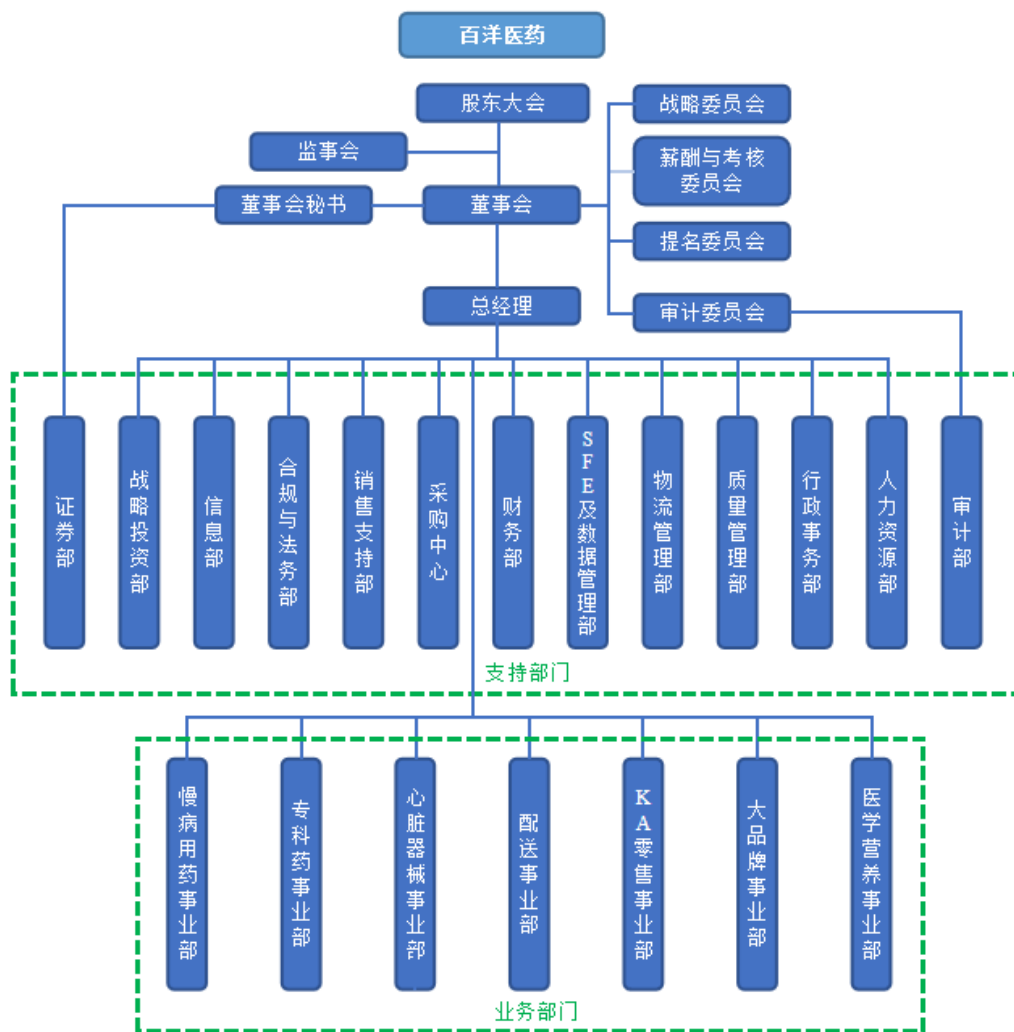 百洋医药
股东大会
战略委员会
监事会
薪酬与考核
委员会
董事会秘书
董事会
提名委员会
总经理
审计委员会
证券部
战略投资部
信息部
合规与法务部
销售支持部
采购中心
财务部
SFE及数据管理部
物流管理部
质量管理部
行政事务部
人力资源部
审计部
支持部门
慢病用药事业部
专科药事业部
心脏器械事业部
配送事业部
KA零售事业部
大品牌事业部
医学营养事业部
业务部门